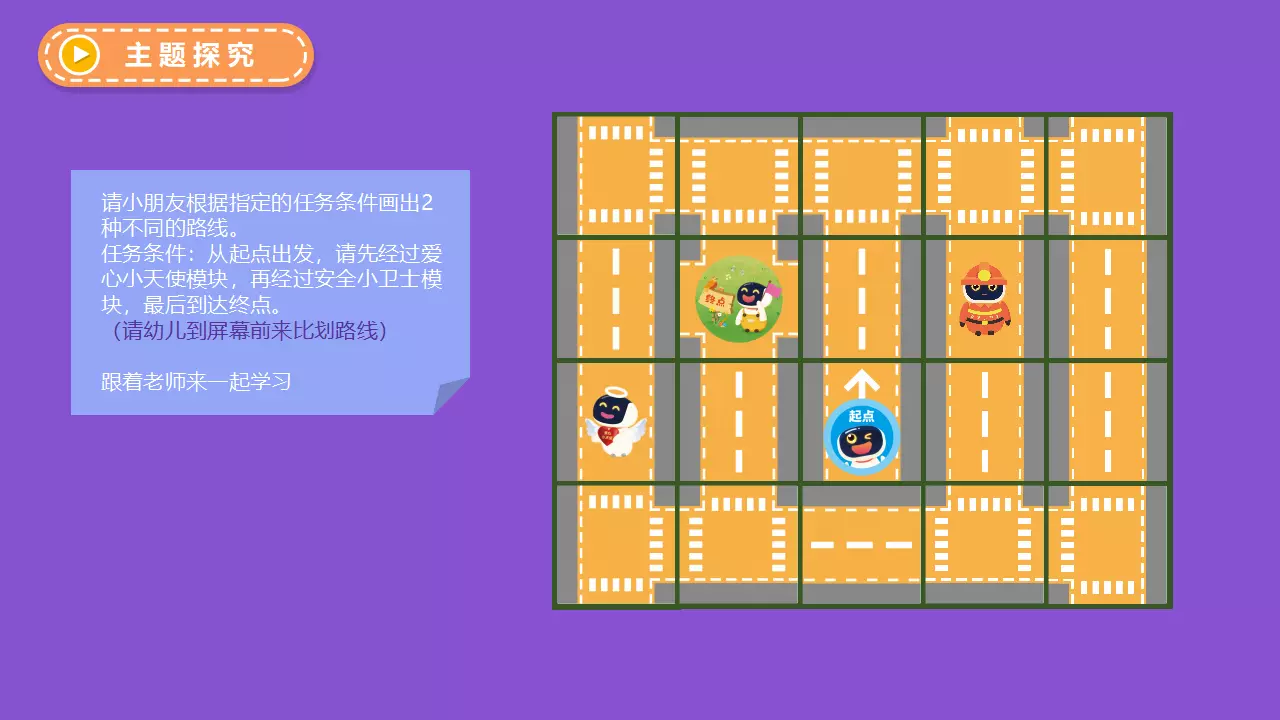 主题探究
请小朋友根据指定的任务条件画出2
种不同的路线。
任务条件：从起点出发，请先经过爱
心小天使模块，再经过安全小卫士模
块，最后到达终点。
（请幼儿到屏幕前来比划路线）
跟着老师来一起学习
终点
起点